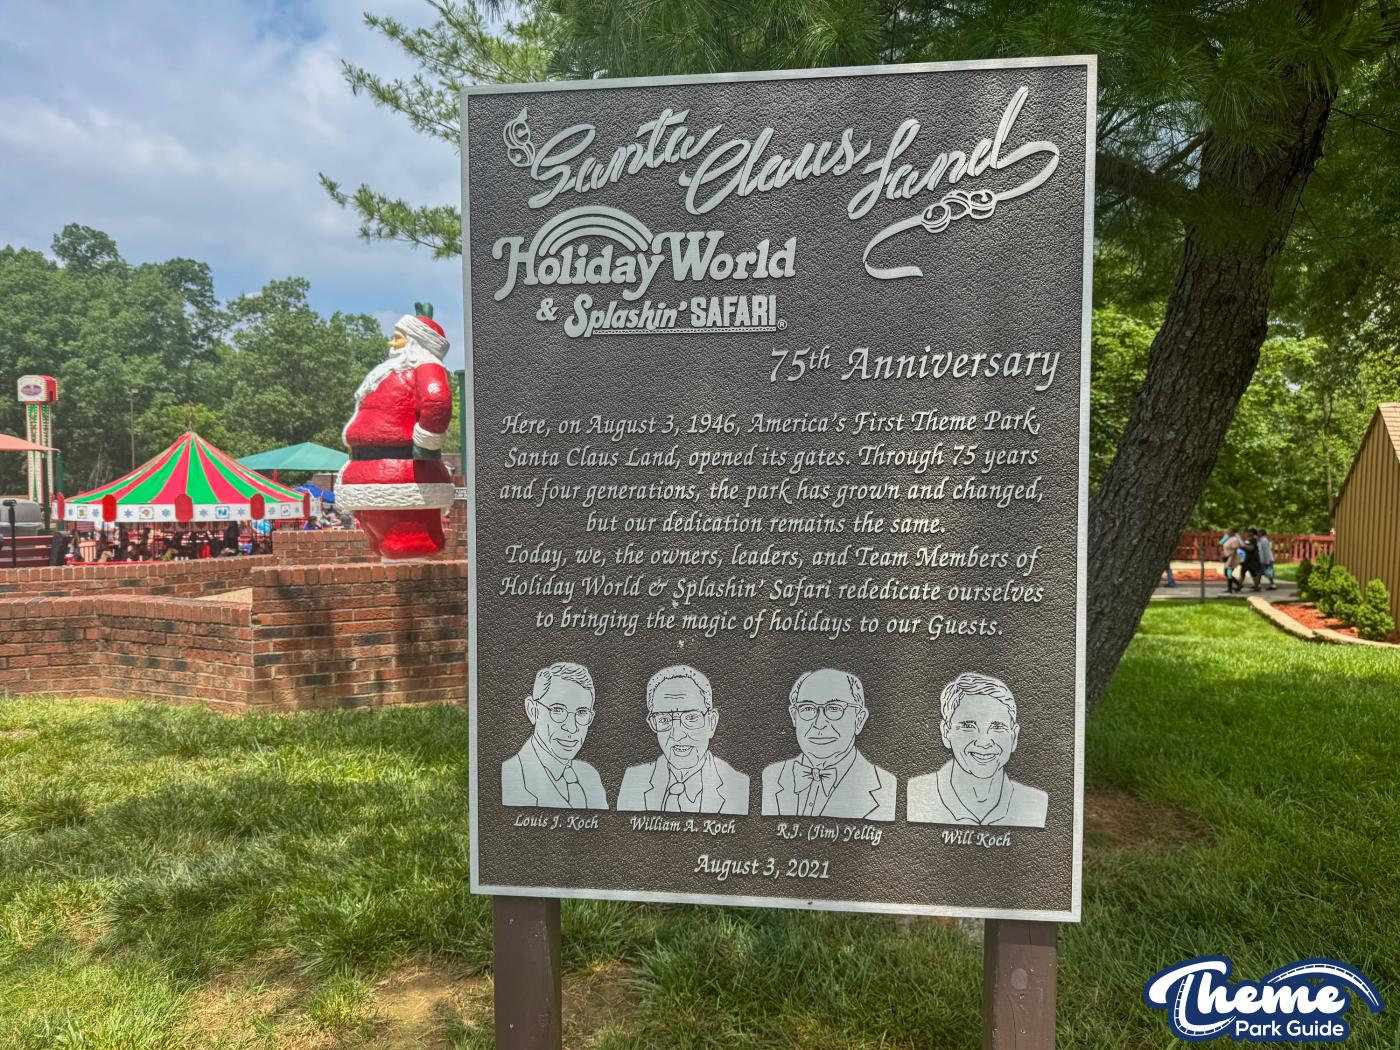 Santa Claus Land
Holiday World
& Splashin' SAFARI®
75th Anniversary
Here, on August 3, 1946, America's First Theme Park,
Santa Claus Land, opened its gates. Through 75 years
and four generations, the park has grown and changed,
but our dedication remains the same.
Today, we, the owners, leaders, and Team Members of
Holiday World & Splashin' Safari rededicate ourselves
to bringing the magic of holidays to our Guests.
Louis J. Koch
William A. Koch
R.J. (Jim) Yellig
Will Koch
August 3, 2021
Theme
Park Guide